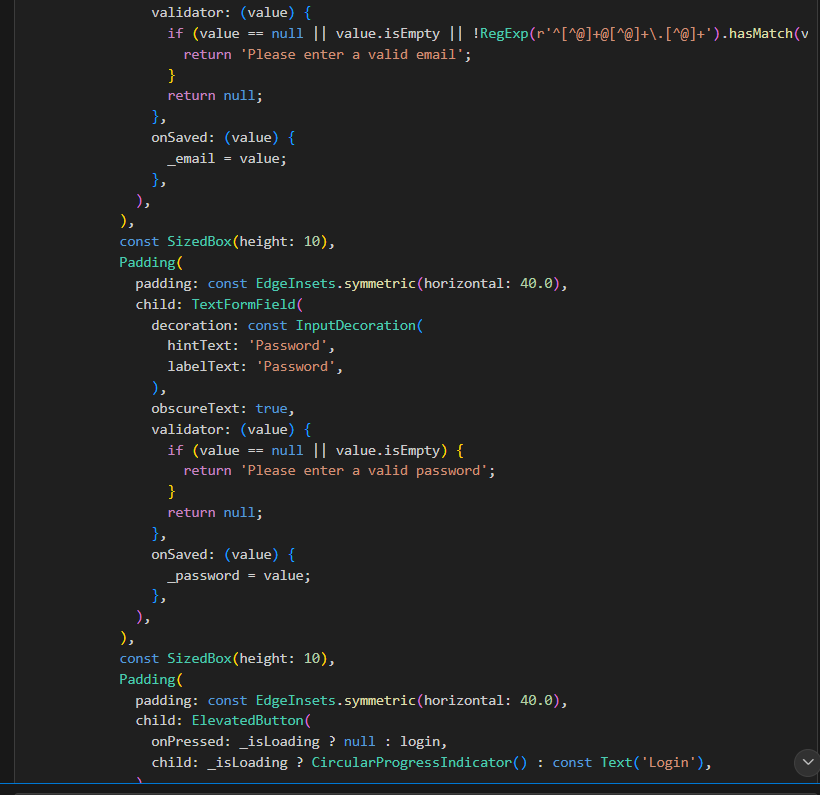 validator: (value) {
if (value == null || value.isEmpty || !RegExp(r'^[^@]+@[^@]+\.[^@]+').hasMatch(v
return 'Please enter a valid email';
}
return null;
},
onSaved: (value) {
_email = value;
},
),
),
const SizedBox(height: 10),
Padding(
padding: const EdgeInsets.symmetric(horizontal: 40.0),
child: TextFormField(
decoration: const InputDecoration(
hintText: 'Password',
labelText: 'Password',
),
obscureText: true,
validator: (value) {
if (value == null || value.isEmpty) {
return 'Please enter a valid password';
}
return null;
},
onSaved: (value) {
_password = value;
},
),
),
const SizedBox(height: 10),
Padding(
padding: const EdgeInsets.symmetric(horizontal: 40.0),
child: ElevatedButton(
onPressed: _isLoading ? null : login,
child: _isLoading ? CircularProgressIndicator() : const Text('Login'),